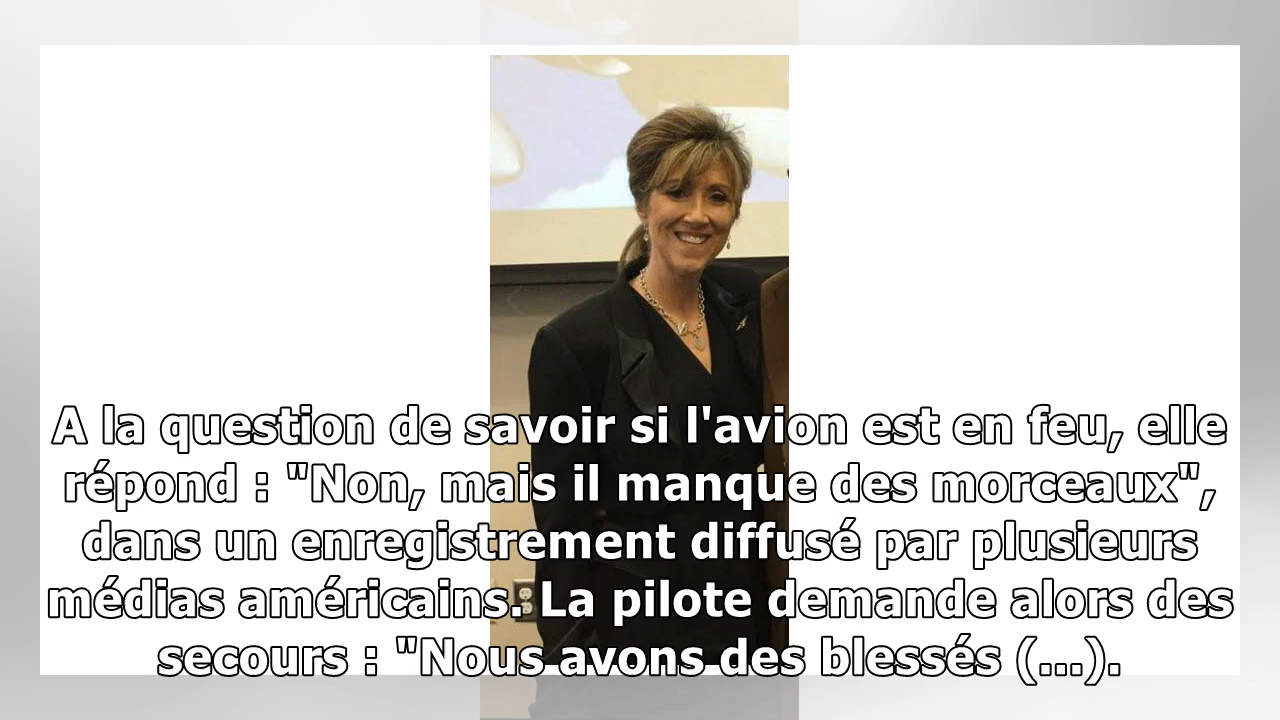 A la question de savoir si l'avion est en feu, elle
répond : "Non, mais il manque des morceaux",
dans un enregistrement diffusé par plusieurs
médias américains. La pilote demande alors des
secours : "Nous avons des blessés (...).